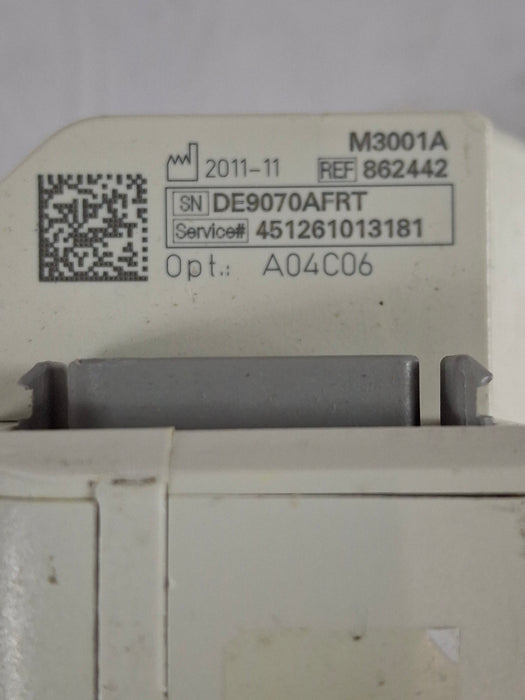 M3001A
2011-11 REF 862442
SN DE9070AFRT
Service# 451261013181
Opt.: A04C06